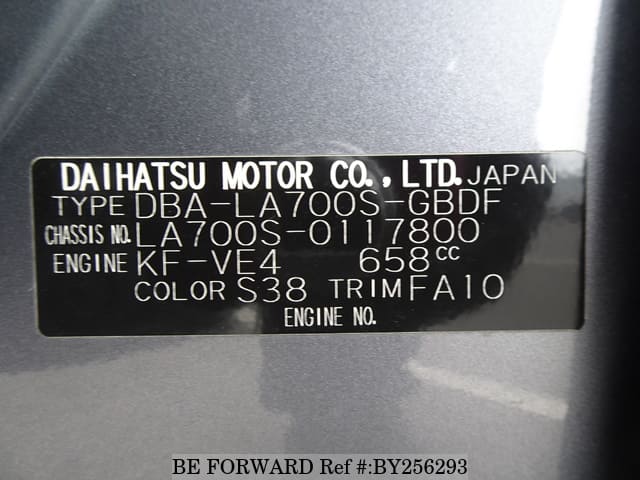 DAIHATSU MOTOR CO., LTD. JAPAN
TYPE DBA-LA700S-GBDF
CHASSIS NO. LA700S-0117800
ENGINE KF-VE4 658cc
COLOR S38 TRIM FA10
ENGINE NO.
BE FORWARD Ref #:BY256293